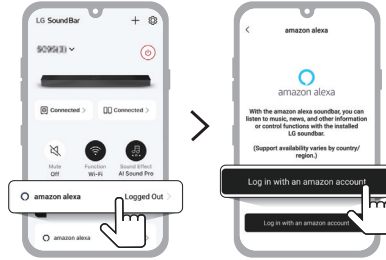 LG SoundBar
Connected >
Connected >
Mute
Off
Function
Wi-Fi
Sound Effect
AI Sound Pro
amazon alexa
Logged Out >
amazon alexa
>
amazon alexa
amazon alexa
With the amazon alexa soundbar, you can
listen to music, news, and other information
or control functions with the installed
LG soundbar.
(Support availability varies by country/
region.)
Log in with an amazon account
Log in with an amazon account